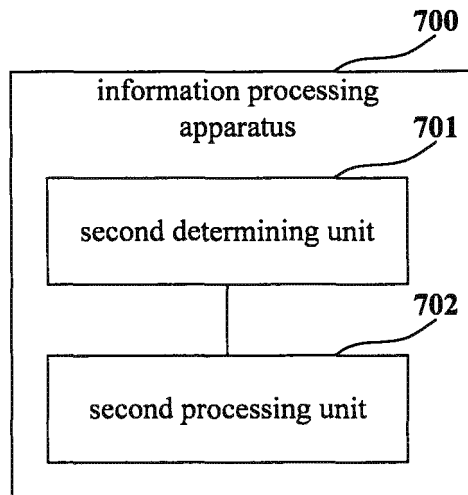 700
information processing
apparatus
701
second determining unit
702
second processing unit